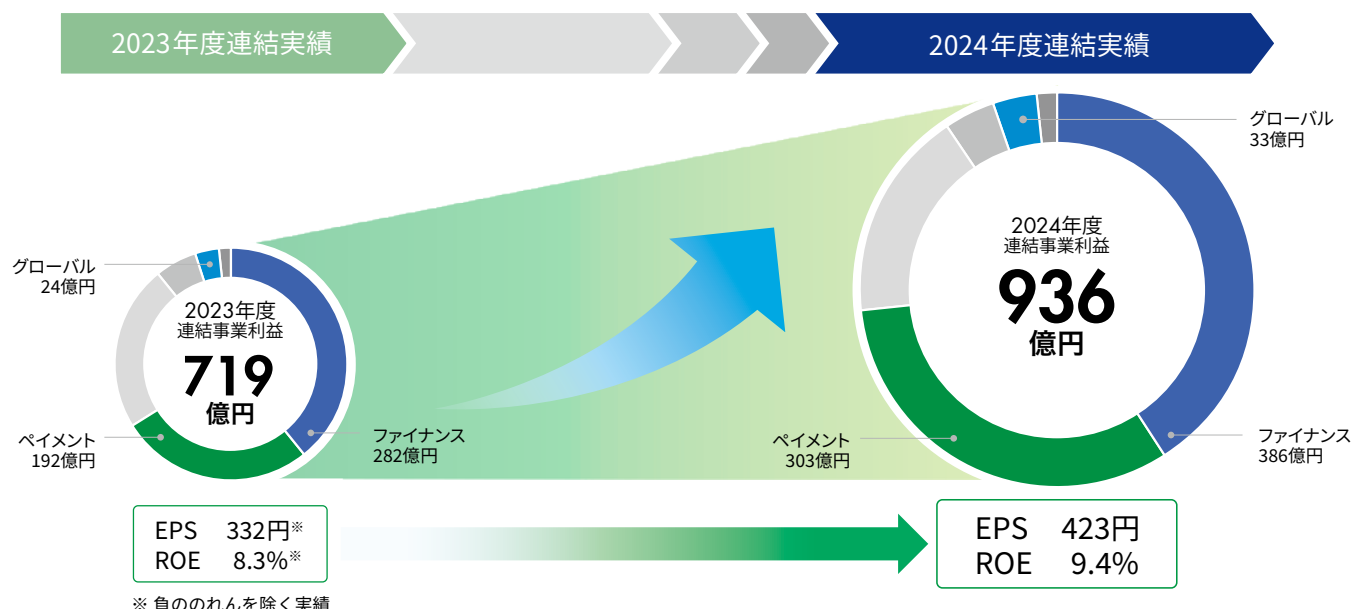 2023年度連結実績
2024年度連結実績
グローバル
24億円
2023年度
連結事業利益
719
億円
ペイメント
192億円
ファイナンス
282億円
EPS 332円※
ROE 8.3%※
※ 負ののれんを除く実績
グローバル
33億円
2024年度
連結事業利益
936
億円
ペイメント
303億円
ファイナンス
386億円
EPS 423円
ROE 9.4%